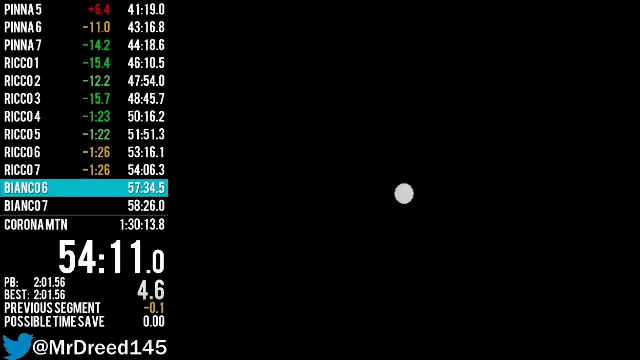 PINNA 5 +6.4 41:19.0
PINNA 6 -11.0 43:16.8
PINNA 7 -14.2 44:18.6
RICCO 1 -15.4 46:10.5
RICCO 2 -12.2 47:54.0
RICCO 3 -15.7 48:45.7
RICCO 4 -1:23 50:16.2
RICCO 5 -1:22 51:51.3
RICCO 6 -1:26 53:16.1
RICCO 7 -1:26 54:06.3
BIANCO 6 57:34.5
BIANCO 7 58:26.0
CORONA MTN 1:30:13.8
54:11.0
PB: 2:01.56
BEST: 2:01.56 4.6
PREVIOUS SEGMENT -0.1
POSSIBLE TIME SAVE 0.00
@MrDreed145